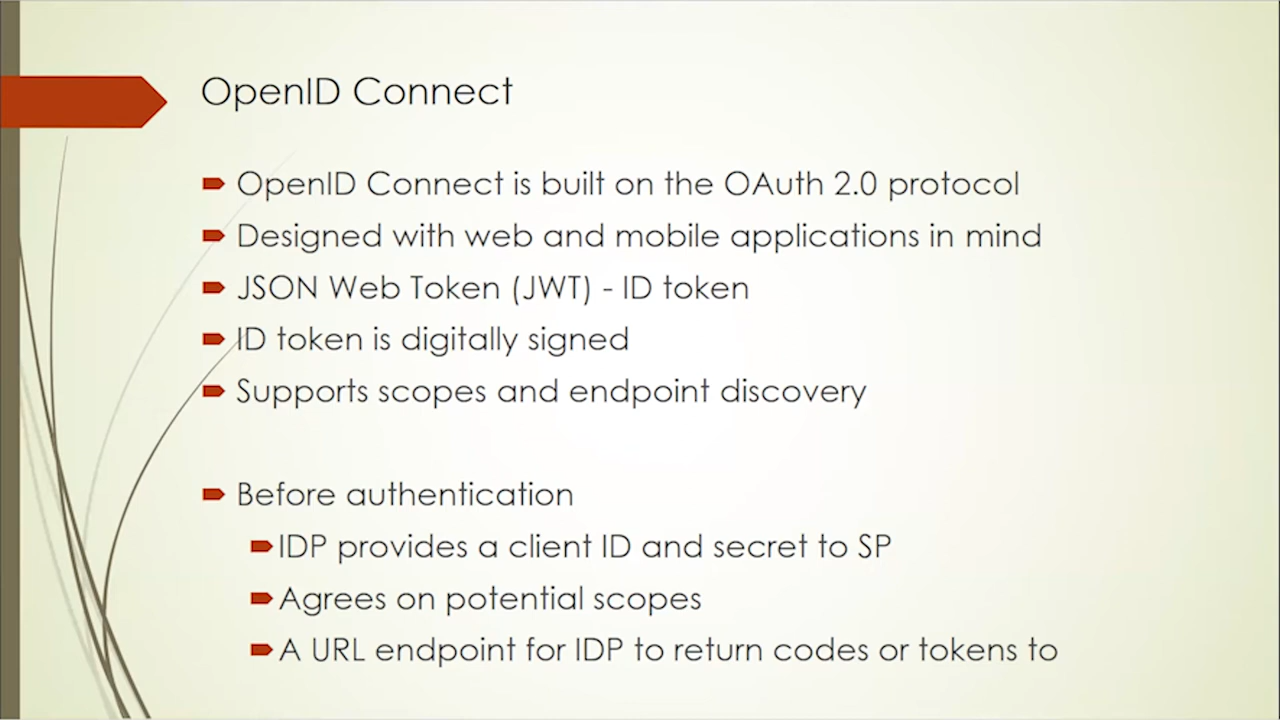 OpenID Connect
OpenID Connect is built on the OAuth 2.0 protocol
Designed with web and mobile applications in mind
JSON Web Token (JWT) - ID token
ID token is digitally signed
Supports scopes and endpoint discovery
Before authentication
IDP provides a client ID and secret to SP
Agrees on potential scopes
A URL endpoint for IDP to return codes or tokens to